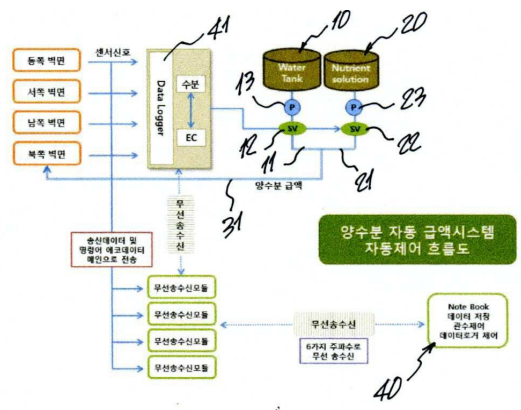 41
10
20
센서신호
동쪽 벽면
서쪽 벽면
남쪽 벽면
북쪽 벽면
Data Logger
수분
EC
Water
Tank
Nutrient
solution
13
P
P
23
12
SV
SV
22
11
21
양수분 급액
31
무선송수신
송신데이터 및
명령어 에코데이터
메인으로 전송
양수분 자동 급액시스템
자동제어 흐름도
무선송수신모듈
무선송수신모듈
무선송수신모듈
무선송수신모듈
무선송수신
6가지 주파수로
무선 송수신
Note Book
데이터 저장
관수제어
데이터로거 제어
40